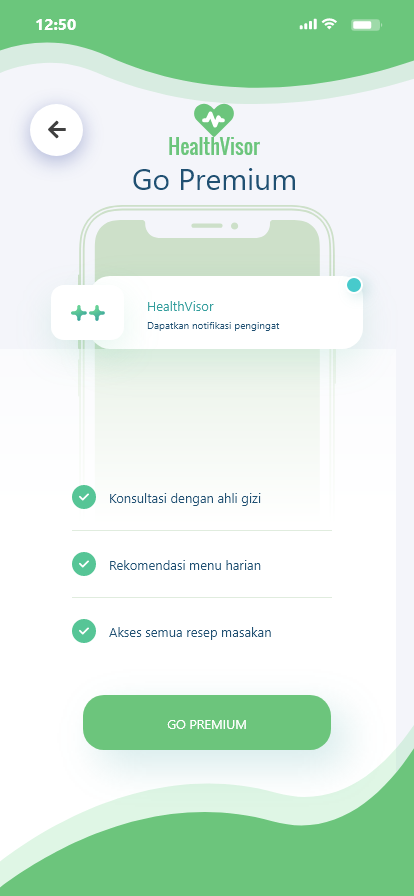 12:50
HealthVisor
Go Premium
HealthVisor
Dapatkan notifikasi pengingat
Konsultasi dengan ahli gizi
Rekomendasi menu harian
Akses semua resep masakan
GO PREMIUM